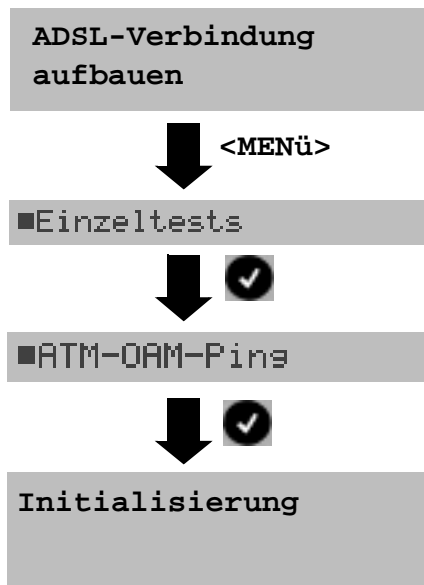 ADSL-Verbindung
aufbauen
<MENü>
■Einzeltests
■ATM-OAM-Ping
Initialisierung